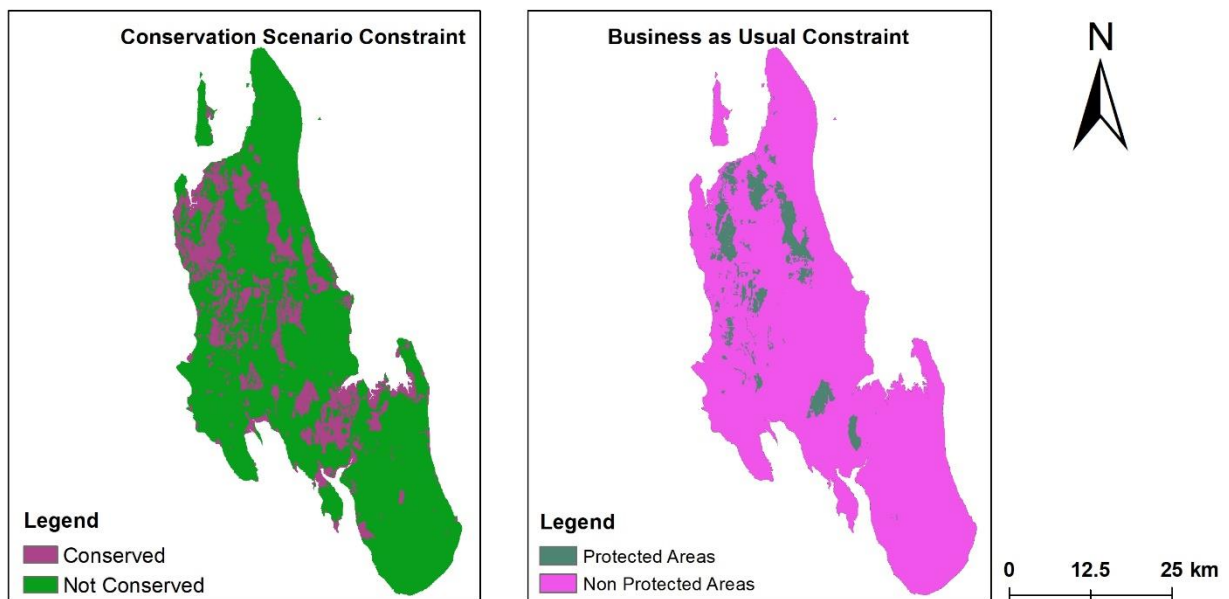 Conservation Scenario Constraint
Legend
Conserved
Not Conserved
Business as Usual Constraint
Legend
Protected Areas
Non Protected Areas
N
0 12.5 25 km